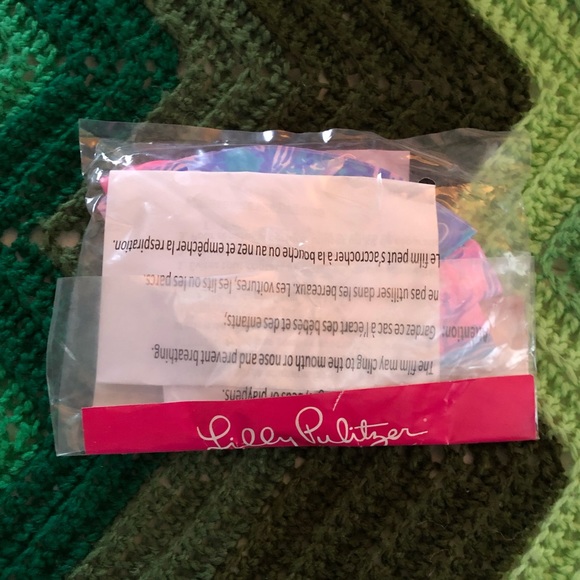 or playpens.
The film may cling to the mouth or nose and prevent breathing.
Attention: Gardez ce sac à l'écart des bébés et des enfants;
ne pas utiliser dans les berceaux. Les voitures, les lits ou les parcs.
Le film peut s'accrocher à la bouche ou au nez et empêcher la respiration.
Lilly Pulitzer